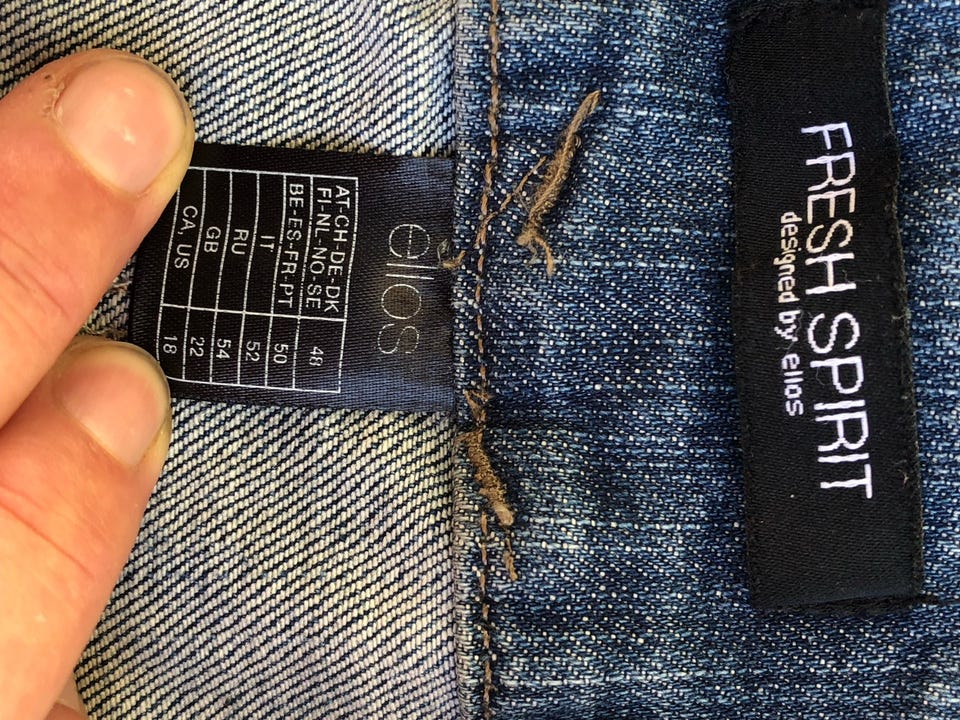 ellos
AT-CH-DE-DK
FI-NL-NO-SE 48
BE-ES-FR-PT 50
IT 52
RU 54
GB 22
CA, US 18
FRESH SPIRIT
designed by ellos